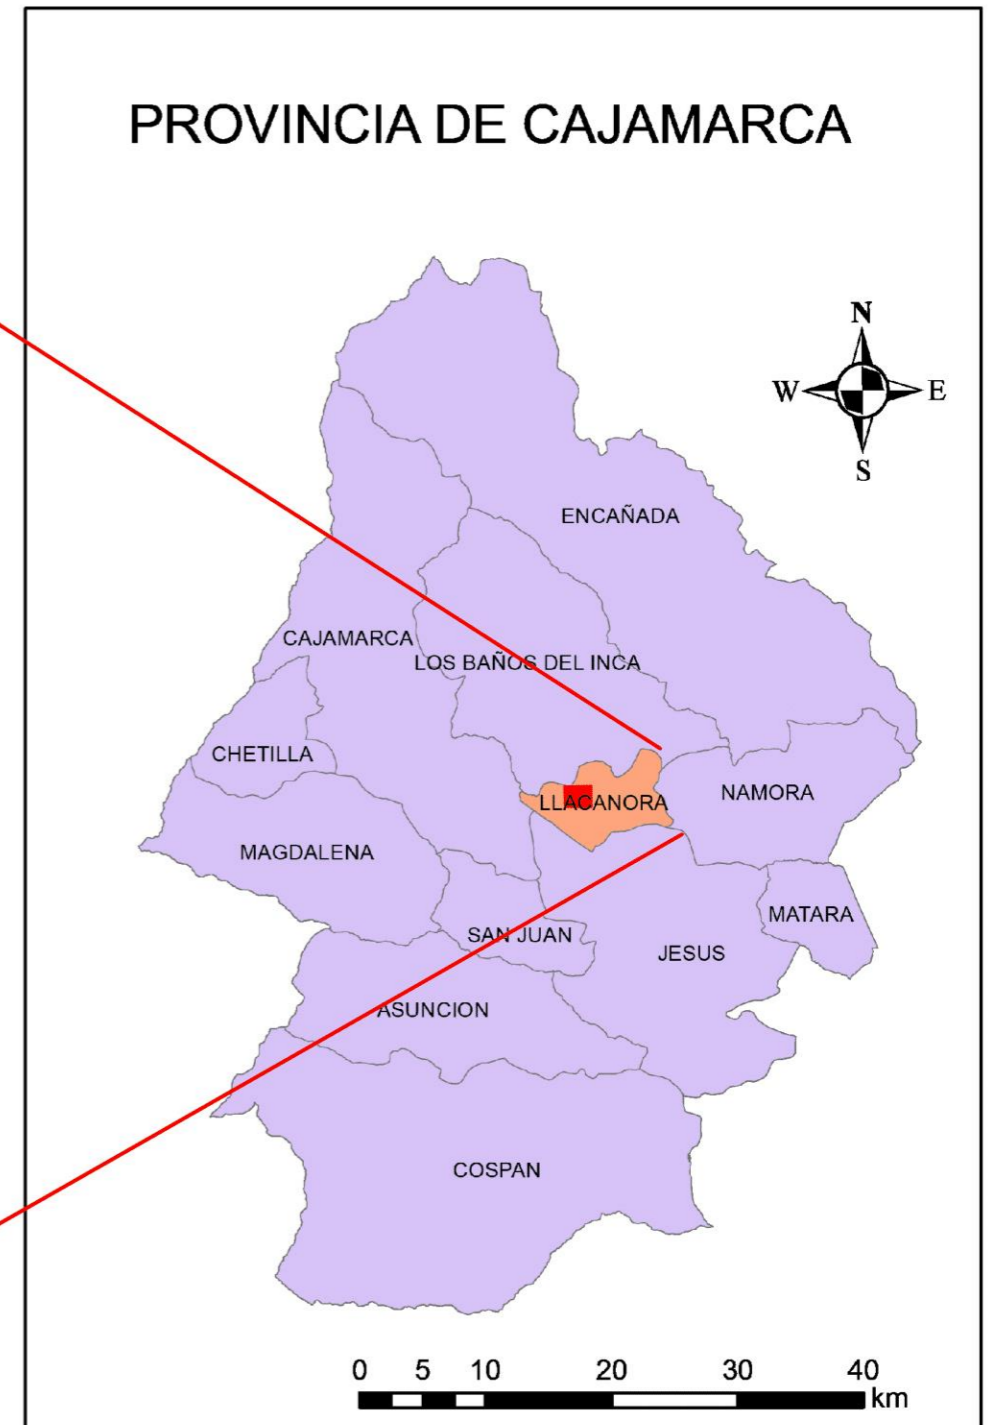 PROVINCIA DE CAJAMARCA
N
W E
S
ENCAÑADA
CAJAMARCA
LOS BAÑOS DEL INCA
CHETILLA
NAMORA
LLACANORA
MAGDALENA
MATARA
SAN JUAN
JESUS
ASUNCION
COSPAN
0 5 10 20 30 40
km